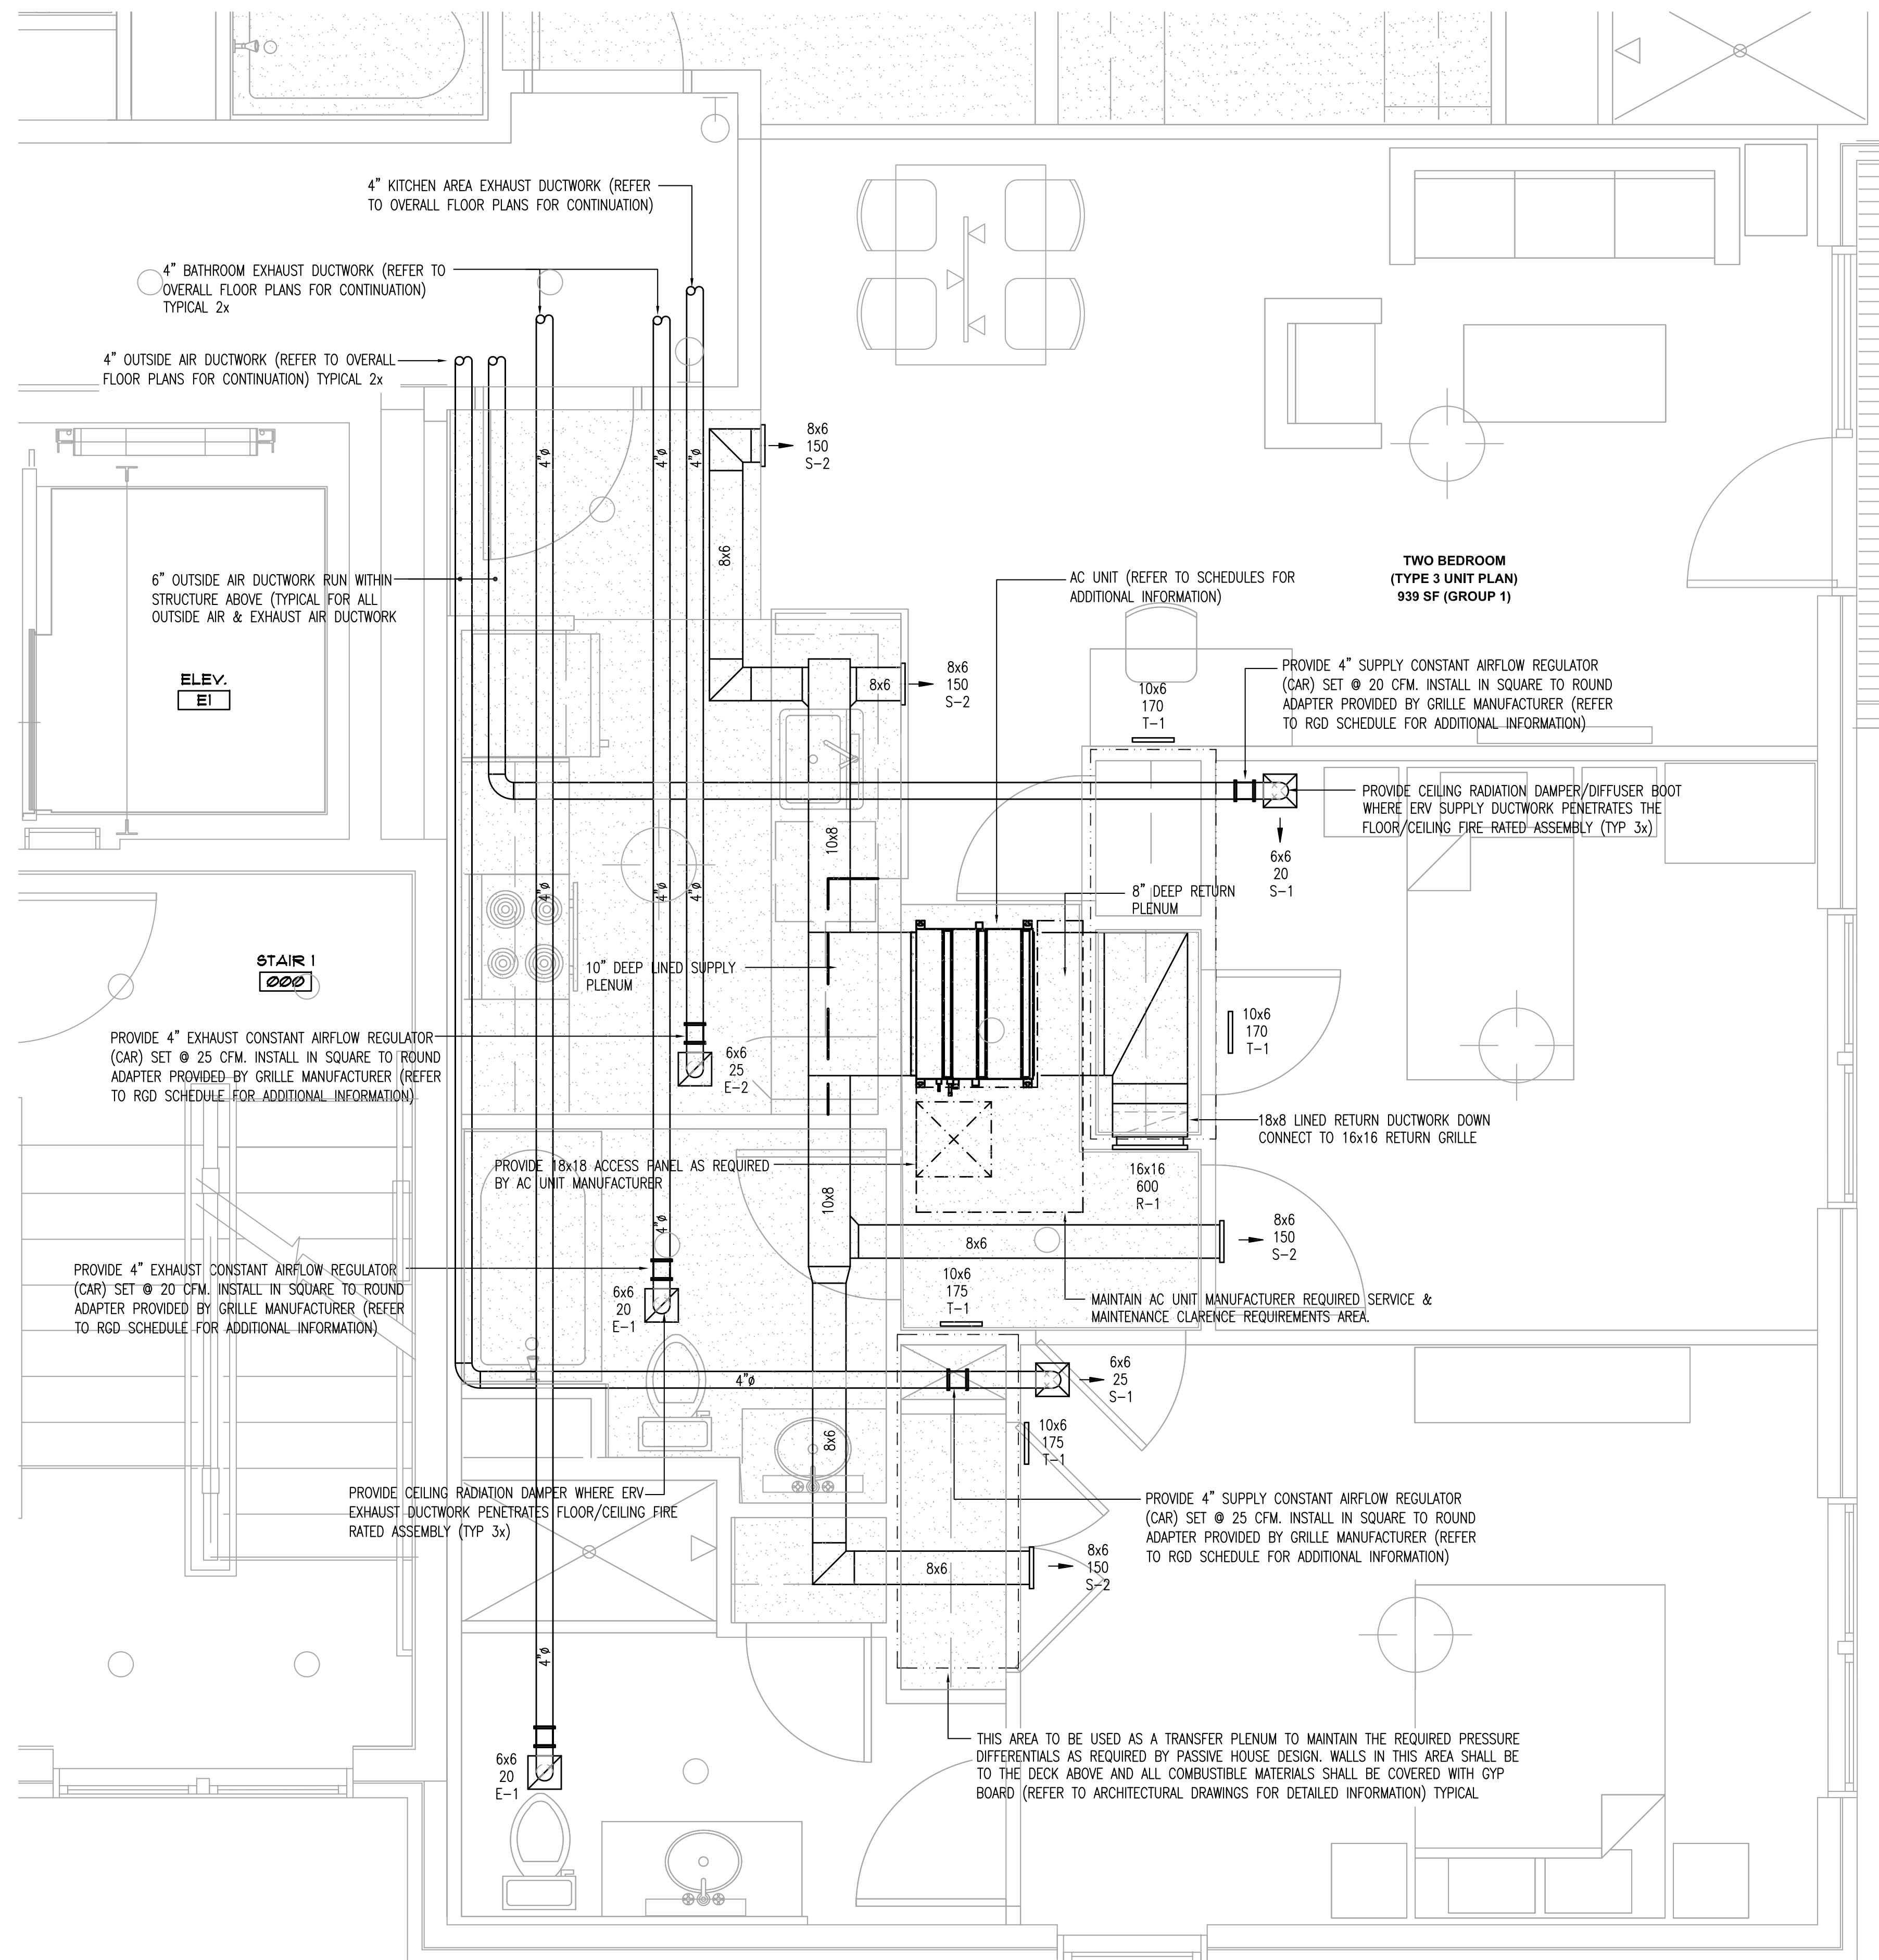 4" KITCHEN AREA EXHAUST DUCTWORK (REFER
TO OVERALL FLOOR PLANS FOR CONTINUATION)
4" BATHROOM EXHAUST DUCTWORK (REFER TO
OVERALL FLOOR PLANS FOR CONTINUATION)
TYPICAL 2x
4" OUTSIDE AIR DUCTWORK (REFER TO OVERALL
FLOOR PLANS FOR CONTINUATION) TYPICAL 2x
8x6
150
S-2
4"ø
4"ø
4"ø
8x6
6" OUTSIDE AIR DUCTWORK RUN WITHIN
STRUCTURE ABOVE (TYPICAL FOR ALL
OUTSIDE AIR & EXHAUST AIR DUCTWORK
AC UNIT (REFER TO SCHEDULES FOR
ADDITIONAL INFORMATION)
TWO BEDROOM
(TYPE 3 UNIT PLAN)
939 SF (GROUP 1)
ELEV.
E1
8x6
8x6
150
S-2
10x6
170
T-1
PROVIDE 4" SUPPLY CONSTANT AIRFLOW REGULATOR
(CAR) SET @ 20 CFM. INSTALL IN SQUARE TO ROUND
ADAPTER PROVIDED BY GRILLE MANUFACTURER (REFER
TO RGD SCHEDULE FOR ADDITIONAL INFORMATION)
PROVIDE CEILING RADIATION DAMPER/DIFFUSER BOOT
WHERE ERV SUPPLY DUCTWORK PENETRATES THE
FLOOR/CEILING FIRE RATED ASSEMBLY (TYP 3x)
10x8
6x6
20
S-1
4"ø
4"ø
4"ø
8" DEEP RETURN
PLENUM
STAIR 1
000
10" DEEP LINED SUPPLY
PLENUM
10x6
170
T-1
PROVIDE 4" EXHAUST CONSTANT AIRFLOW REGULATOR
(CAR) SET @ 25 CFM. INSTALL IN SQUARE TO ROUND
ADAPTER PROVIDED BY GRILLE MANUFACTURER (REFER
TO RGD SCHEDULE FOR ADDITIONAL INFORMATION)
6x6
25
E-2
18x8 LINED RETURN DUCTWORK DOWN
CONNECT TO 16x16 RETURN GRILLE
PROVIDE 18x18 ACCESS PANEL AS REQUIRED
BY AC UNIT MANUFACTURER
16x16
600
R-1
10x8
4"ø
8x6
8x6
150
S-2
PROVIDE 4" EXHAUST CONSTANT AIRFLOW REGULATOR
(CAR) SET @ 20 CFM. INSTALL IN SQUARE TO ROUND
ADAPTER PROVIDED BY GRILLE MANUFACTURER (REFER
TO RGD SCHEDULE FOR ADDITIONAL INFORMATION)
6x6
20
E-1
10x6
175
T-1
MAINTAIN AC UNIT MANUFACTURER REQUIRED SERVICE &
MAINTENANCE CLARENCE REQUIREMENTS AREA.
4"ø
6x6
25
S-1
8x6
10x6
175
T-1
PROVIDE CEILING RADIATION DAMPER WHERE ERV
EXHAUST DUCTWORK PENETRATES FLOOR/CEILING FIRE
RATED ASSEMBLY (TYP 3x)
PROVIDE 4" SUPPLY CONSTANT AIRFLOW REGULATOR
(CAR) SET @ 25 CFM. INSTALL IN SQUARE TO ROUND
ADAPTER PROVIDED BY GRILLE MANUFACTURER (REFER
TO RGD SCHEDULE FOR ADDITIONAL INFORMATION)
8x6
8x6
150
S-2
4"ø
6x6
20
E-1
THIS AREA TO BE USED AS A TRANSFER PLENUM TO MAINTAIN THE REQUIRED PRESSURE
DIFFERENTIALS AS REQUIRED BY PASSIVE HOUSE DESIGN. WALLS IN THIS AREA SHALL BE
TO THE DECK ABOVE AND ALL COMBUSTIBLE MATERIALS SHALL BE COVERED WITH GYP
BOARD (REFER TO ARCHITECTURAL DRAWINGS FOR DETAILED INFORMATION) TYPICAL